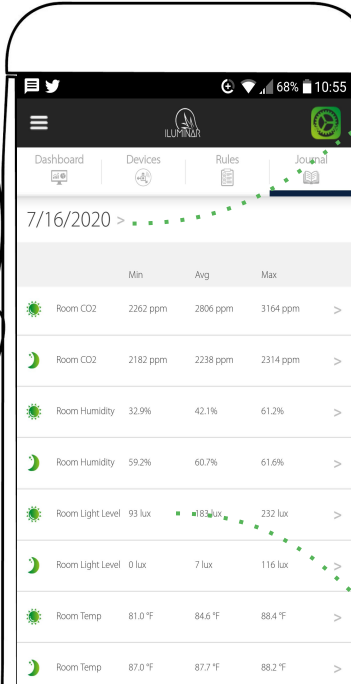 68% 10:55
ILUMINAR
Dashboard Devices Rules Journal
7/16/2020 >
Min Avg Max
Room CO2 2262 ppm 2806 ppm 3164 ppm >
Room CO2 2182 ppm 2238 ppm 2314 ppm >
Room Humidity 32.9% 42.1% 61.2% >
Room Humidity 59.2% 60.7% 61.6% >
Room Light Level 93 lux 183 lux 232 lux >
Room Light Level 0 lux 7 lux 116 lux >
Room Temp 81.0 °F 84.6 °F 88.4 °F >
Room Temp 87.0 °F 87.7 °F 88.2 °F >